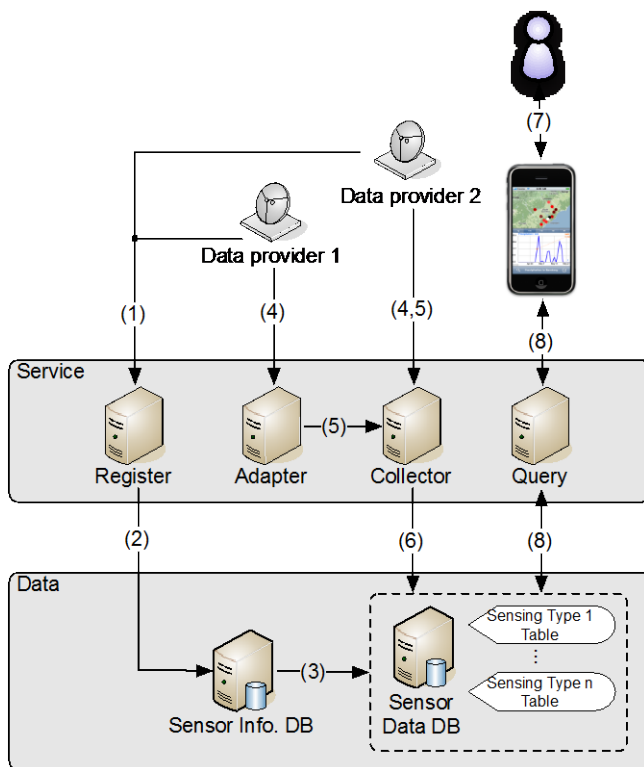 (7)
Data provider 2
Data provider 1
(1)
(4)
(4,5)
(8)
Service
(5)
Register
Adapter
Collector
Query
(2)
(6)
(8)
Data
Sensing Type 1
Table
(3)
Sensing Type n
Table
Sensor Info. DB
Sensor
Data DB